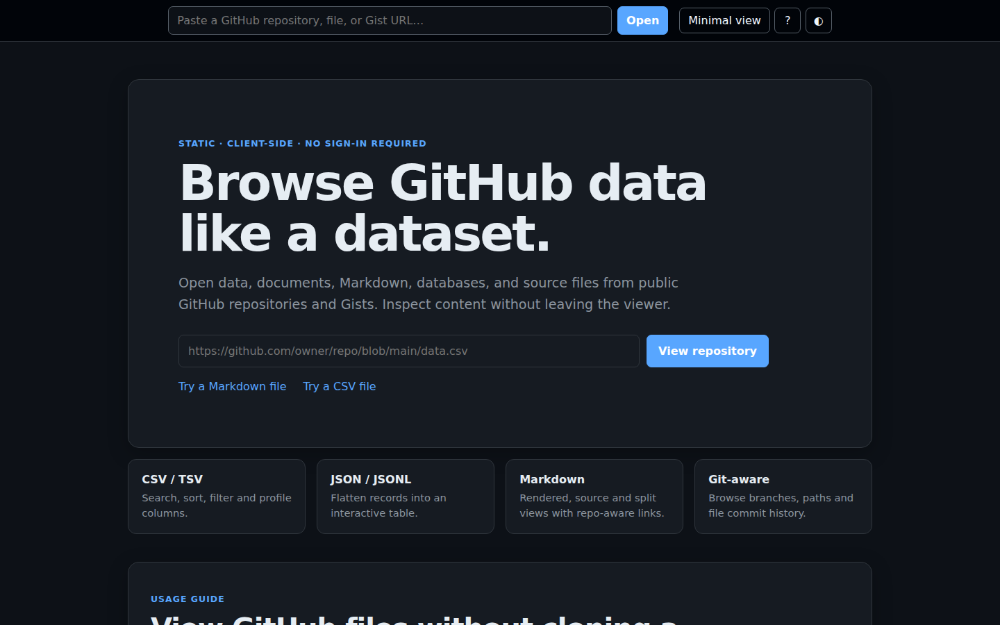 Paste a GitHub repository, file, or Gist URL...
Open
Minimal view
?
STATIC · CLIENT-SIDE · NO SIGN-IN REQUIRED
Browse GitHub data
like a dataset.
Open data, documents, Markdown, databases, and source files from public
GitHub repositories and Gists. Inspect content without leaving the viewer.
https://github.com/owner/repo/blob/main/data.csv
View repository
Try a Markdown file
Try a CSV file
CSV / TSV
Search, sort, filter and profile
columns.
JSON / JSONL
Flatten records into an
interactive table.
Markdown
Rendered, source and split
views with repo-aware links.
Git-aware
Browse branches, paths and
file commit history.
USAGE GUIDE
View GitHub files without cloning a